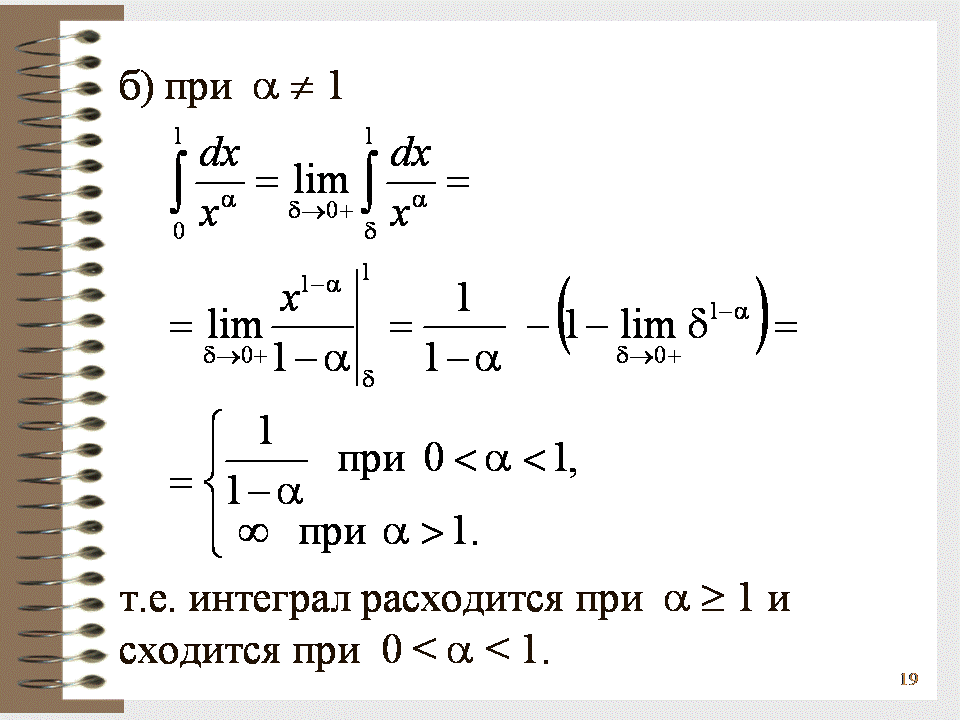 б) при α ≠ 1
∫₀¹ dx/x^α = lim_{δ→0+} ∫_δ¹ dx/x^α =
= lim_{δ→0+} x^{1−α}/(1−α) |_δ¹ = 1/(1−α) − (1 − lim_{δ→0+} δ^{1−α}) =
= { 1/(1−α) при 0 < α < 1,
∞ при α > 1.
т.е. интеграл расходится при α ≥ 1 и
сходится при 0 < α < 1.
19